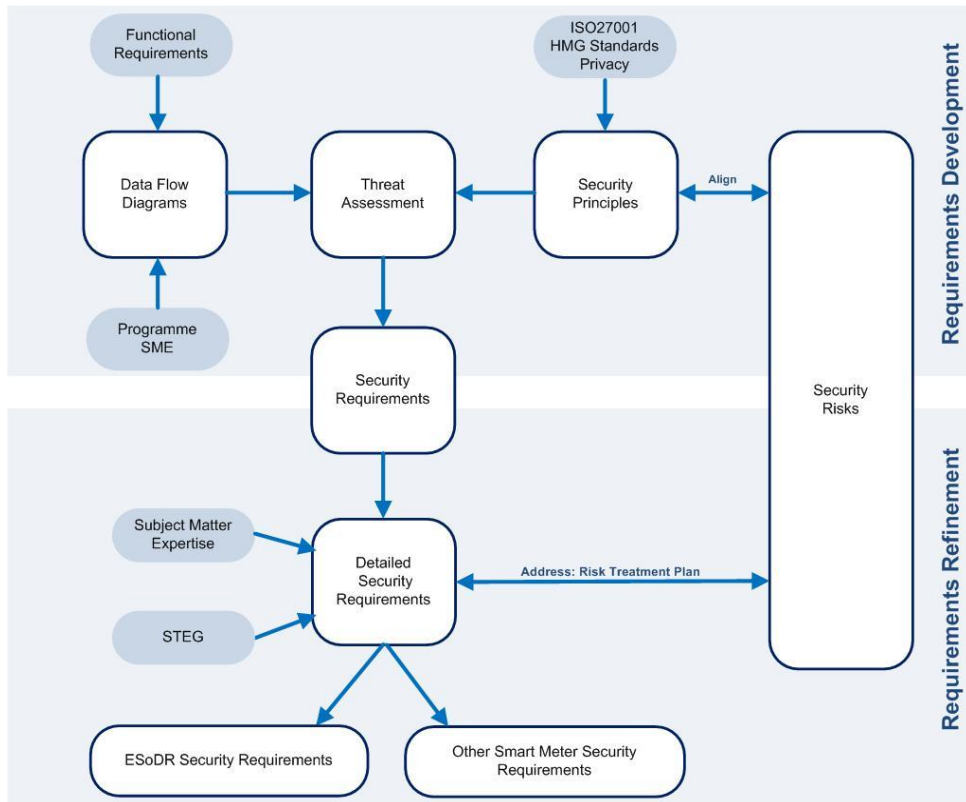 Functional
Requirements
ISO27001
HMG Standards
Privacy
Requirements Development
Data Flow
Diagrams
Threat
Assessment
Security
Principles
Align
Programme
SME
Security
Requirements
Security
Risks
Requirements Refinement
Subject Matter
Expertise
Detailed
Security
Requirements
Address: Risk Treatment Plan
STEG
ESoDR Security Requirements
Other Smart Meter Security
Requirements